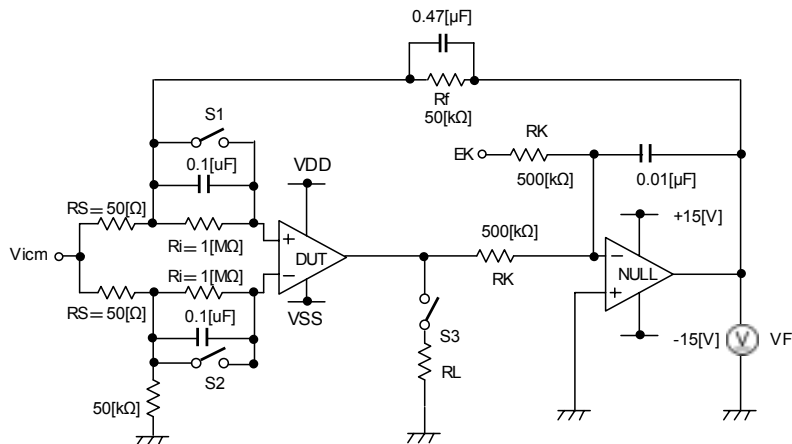 0.47[µF]
Rf
50[kΩ]
S1
0.1[uF]
VDD
EK
RK
500[kΩ]
0.01[µF]
RS=50[Ω]
Ri=1[MΩ]
+15[V]
Vicm
+
DUT
−
500[kΩ]
RK
−
NULL
+
Ri=1[MΩ]
RS=50[Ω]
VSS
0.1[uF]
S2
S3
RL
-15[V]
V
VF
50[kΩ]